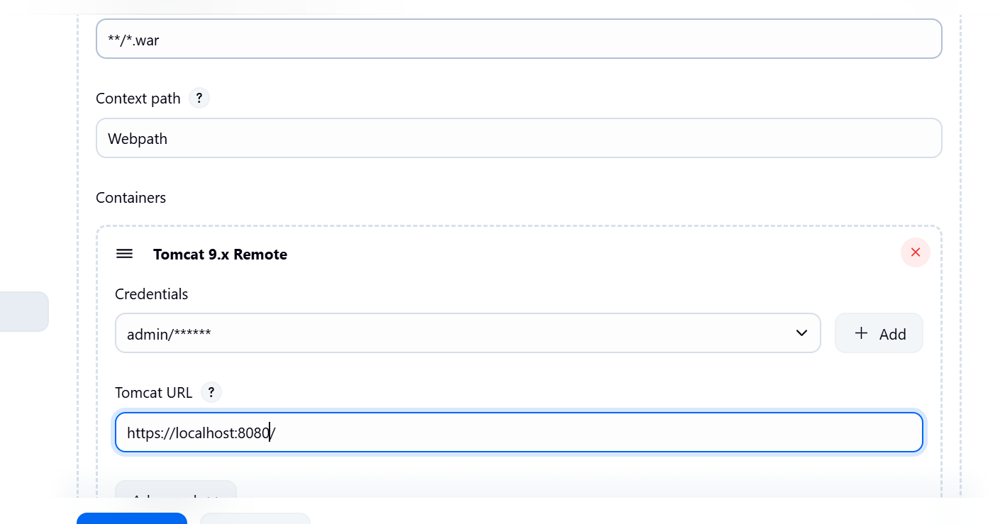 **/*.war
Context path ?
Webpath
Containers
Tomcat 9.x Remote
Credentials
admin/******
Add
Tomcat URL ?
https://localhost:8080/